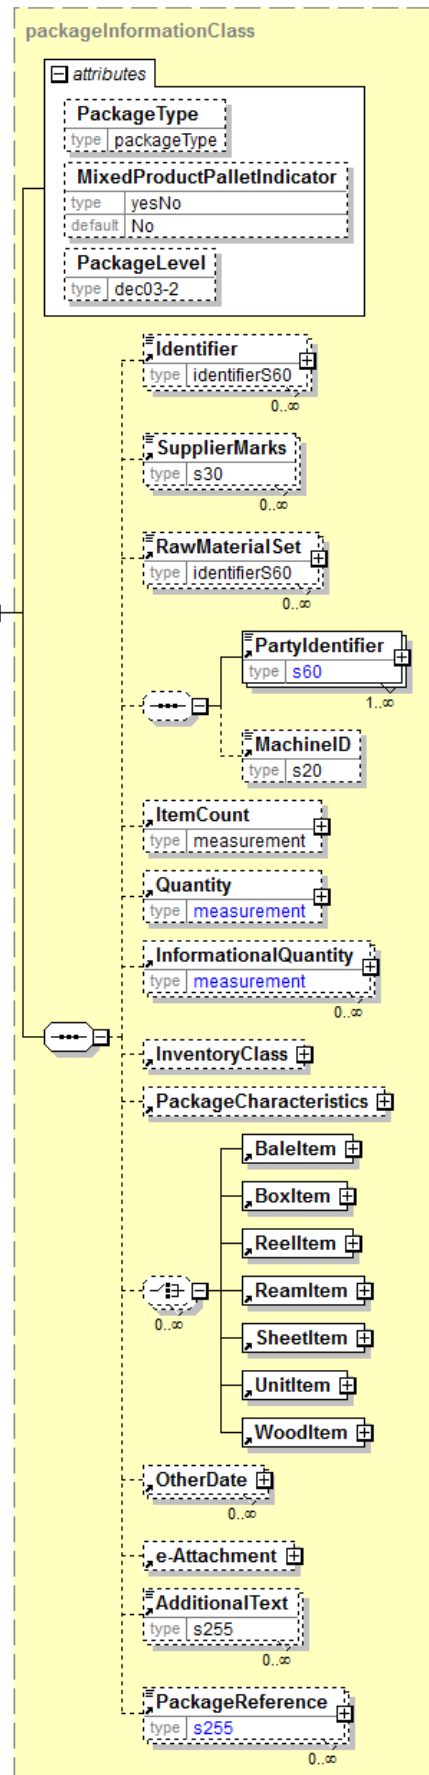 packageInformationClass
attributes
PackageType
type packageType
MixedProductPalletIndicator
type yesNo
default No
PackageLevel
type dec03-2
Identifier
type identifierS60
0..∞
SupplierMarks
type s30
0..∞
RawMaterialSet
type identifierS60
0..∞
PartyIdentifier
type s60
1..∞
MachineID
type s20
ItemCount
type measurement
Quantity
type measurement
InformationalQuantity
type measurement
0..∞
InventoryClass
PackageCharacteristics
BaleItem
BoxItem
ReelItem
ReamItem
0..∞
SheetItem
UnitItem
WoodItem
OtherDate
0..∞
e-Attachment
AdditionalText
type s255
0..∞
PackageReference
type s255
0..∞